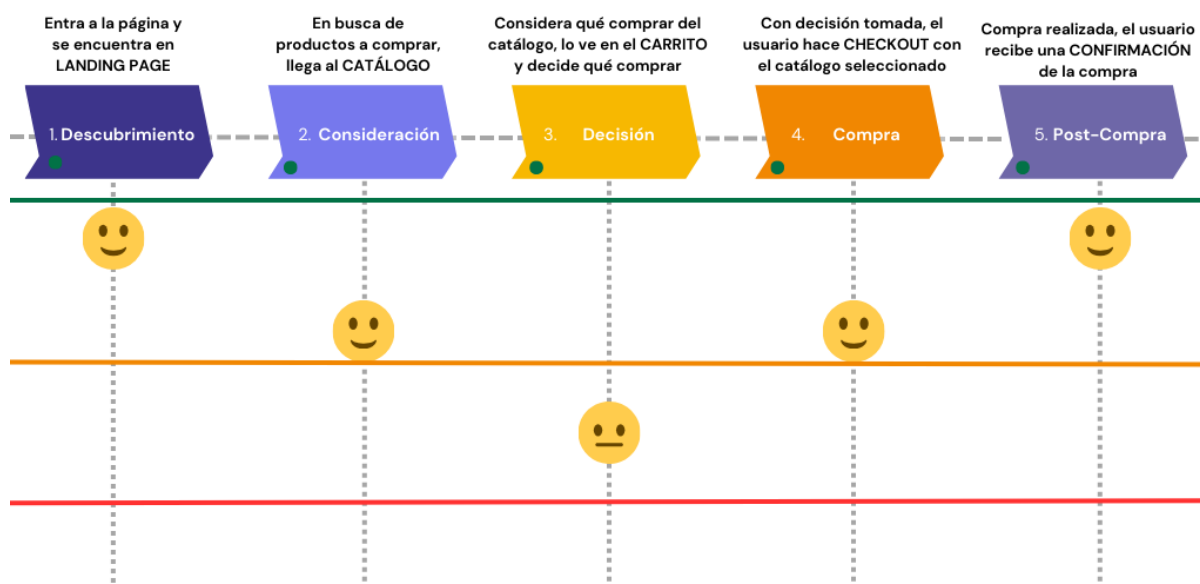 Entra a la página y
se encuentra en
LANDING PAGE
En busca de
productos a comprar,
llega al CATÁLOGO
Considera qué comprar del
catálogo, lo ve en el CARRITO
y decide qué comprar
Con decisión tomada, el
usuario hace CHECKOUT con
el catálogo seleccionado
Compra realizada, el usuario
recibe una CONFIRMACIÓN
de la compra
1. Descubrimiento
2. Consideración
3. Decisión
4. Compra
5. Post-Compra